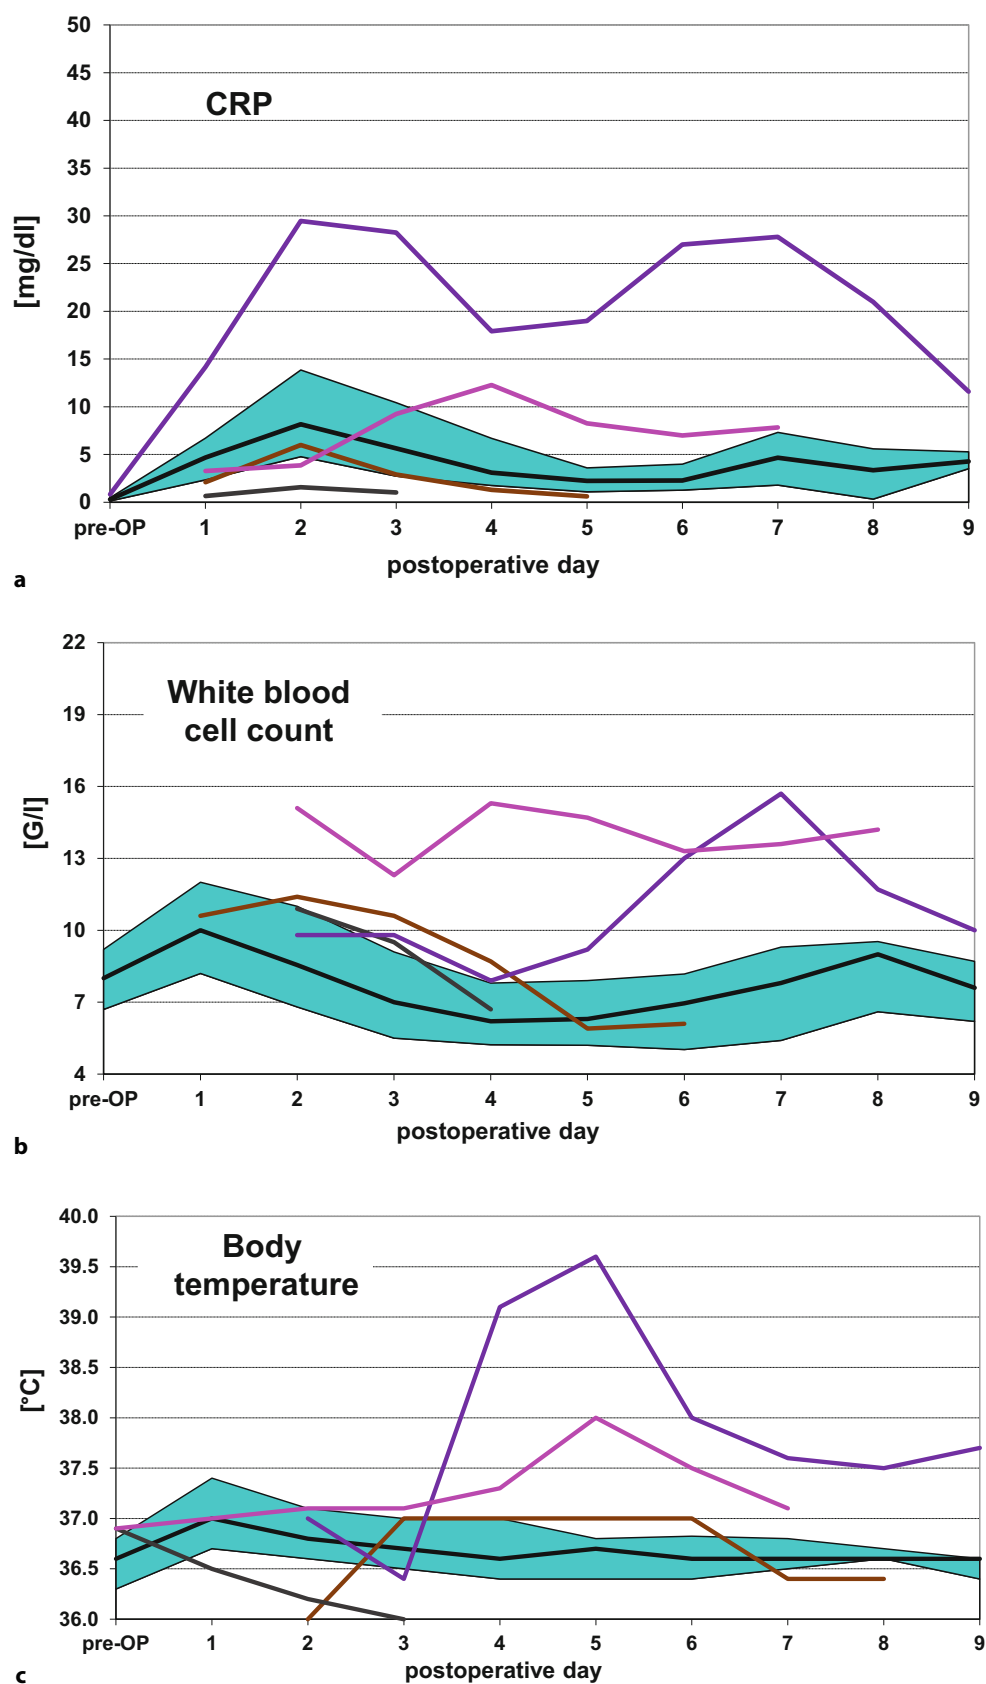 50
45
CRP
40
35
30
[mg/dl]
25
20
15
10
5
0
pre-OP 1 2 3 4 5 6 7 8 9
postoperative day
a
22
White blood
19
cell count
16
[G/l]
13
10
7
4
pre-OP 1 2 3 4 5 6 7 8 9
postoperative day
b
40.0
Body
39.5
temperature
39.0
38.5
[°C]
38.0
37.5
37.0
36.5
36.0
pre-OP 1 2 3 4 5 6 7 8 9
postoperative day
c